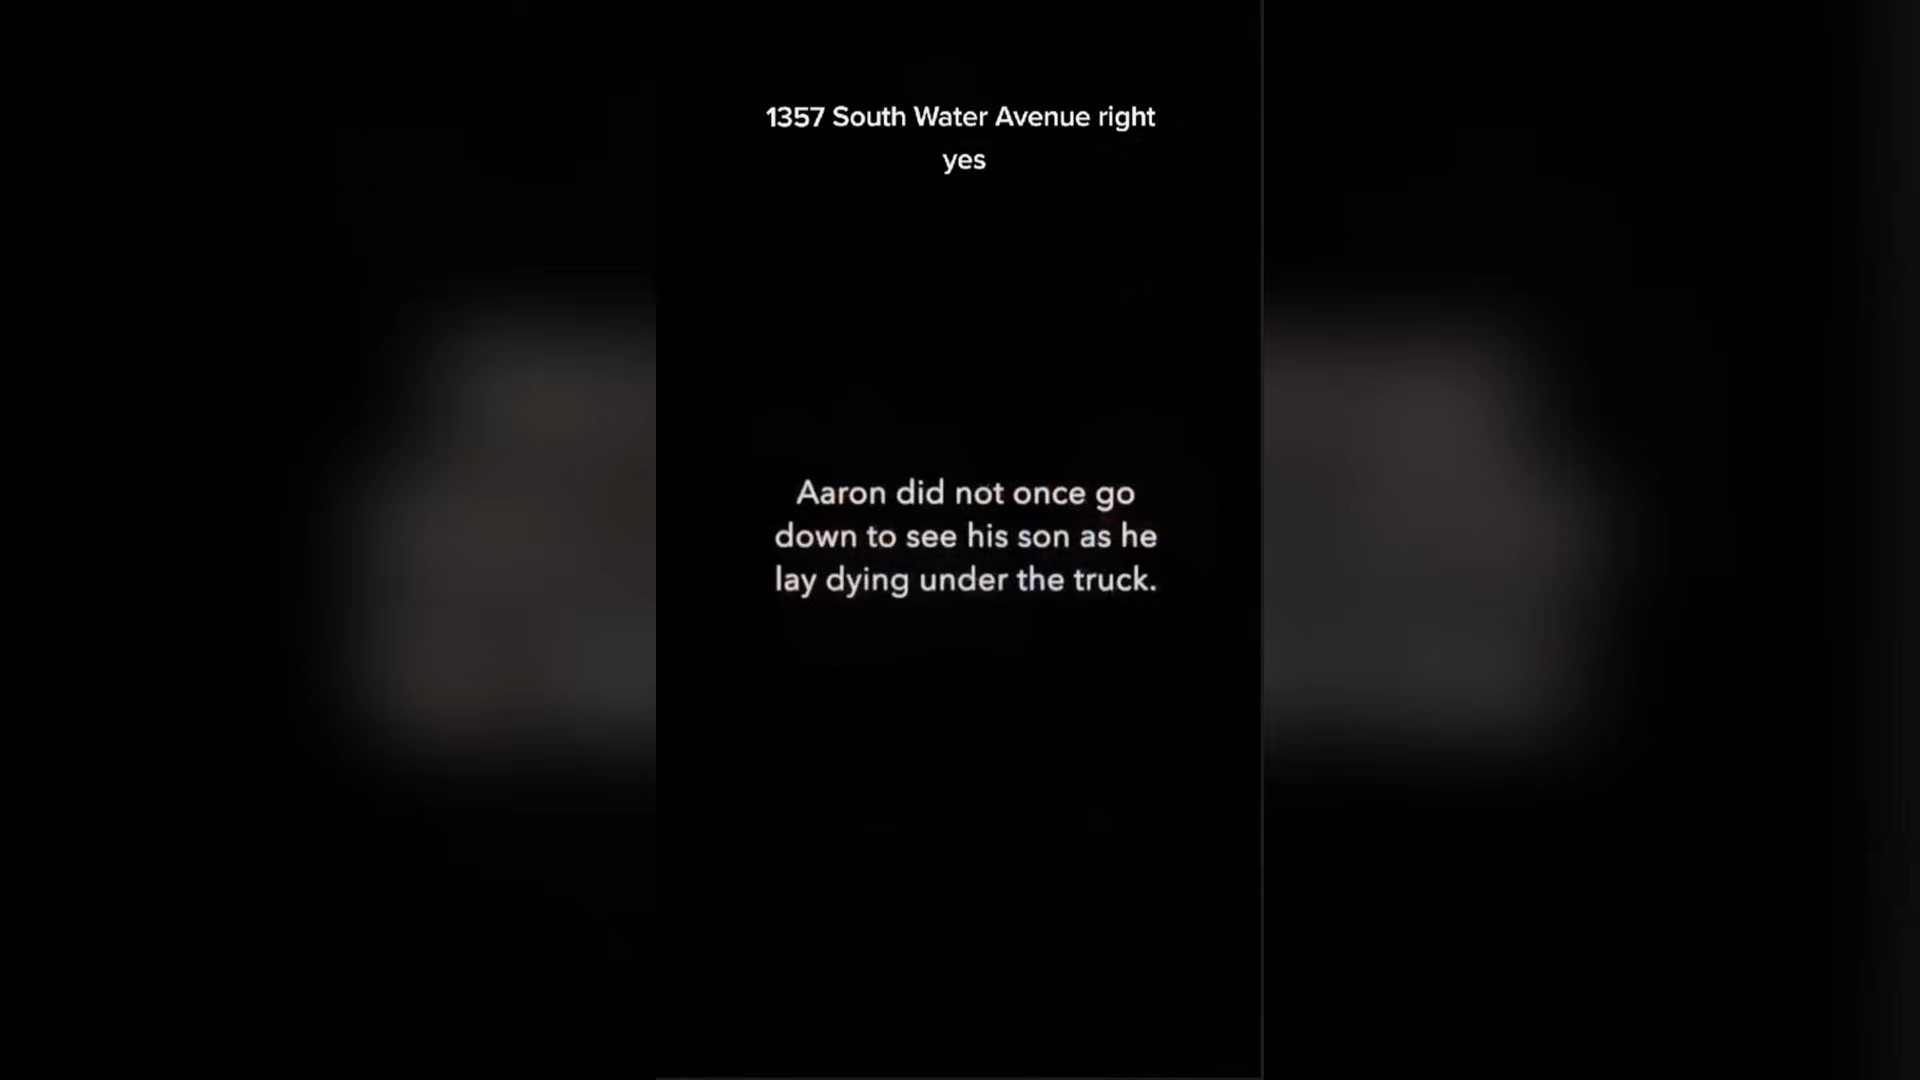 1357 South Water Avenue right
yes
Aaron did not once go
down to see his son as he
lay dying under the truck.